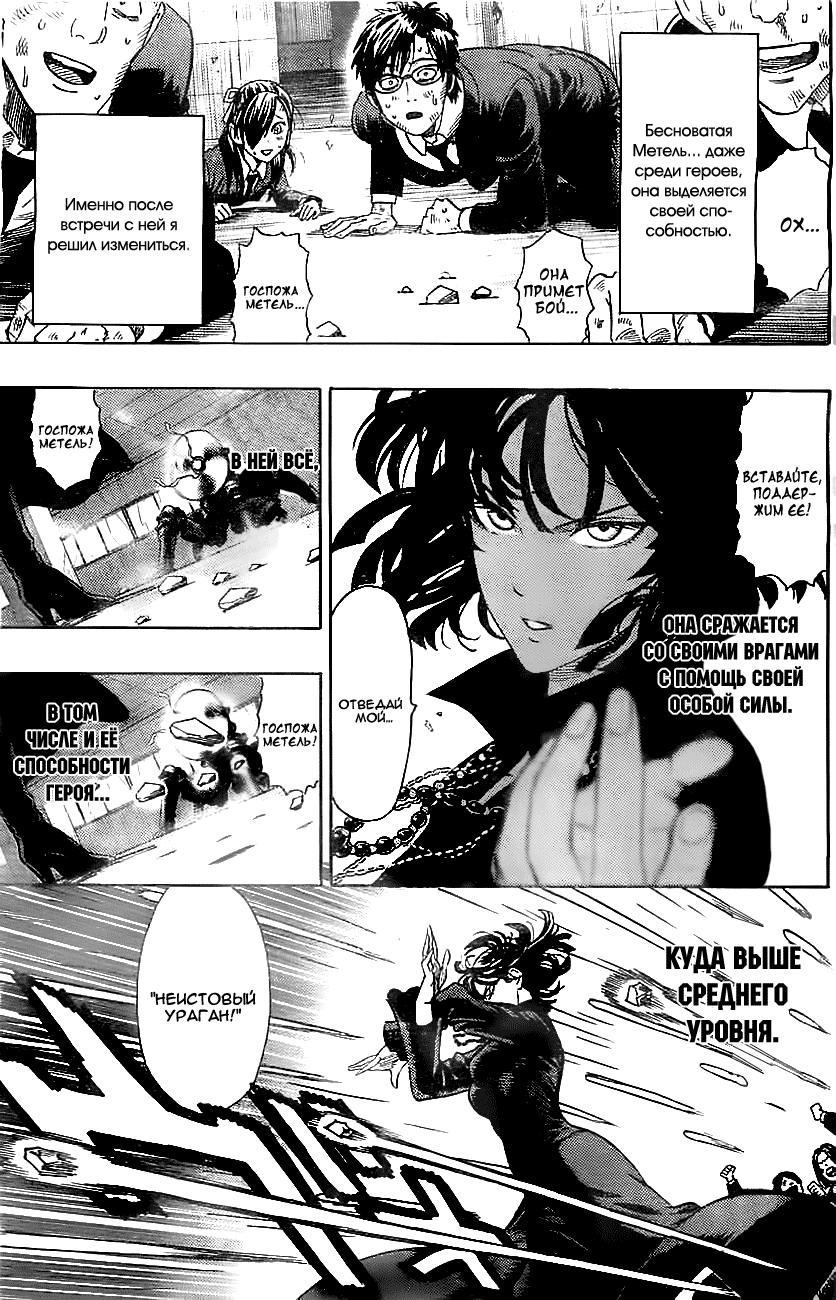 ОХ...
Бесноватая
Метель... даже
среди героев,
она выделяется
своей спо-
собностью.
ОНА
ПРИМЕТ
БОЙ...
ГОСПОЖА
МЕТЕЛЬ...
Именно после
встречи с ней я
решил измениться.
ВСТАВАЙТЕ,
ПОДДЕР-
ЖИМ ЕЁ!
ОНА СРАЖАЕТСЯ
СО СВОИМИ ВРАГАМИ
С ПОМОЩЬ СВОЕЙ
ОСОБОЙ СИЛЫ.
ОТВЕДАЙ
МОЙ...
В НЕЙ ВСЁ,
ГОСПОЖА
МЕТЕЛЬ!
ГОСПОЖА
МЕТЕЛЬ!
В ТОМ
ЧИСЛЕ И ЕЁ
СПОСОБНОСТИ
ГЕРОЯ...
КУДА ВЫШЕ
СРЕДНЕГО
УРОВНЯ.
"НЕИСТОВЫЙ
УРАГАН!"